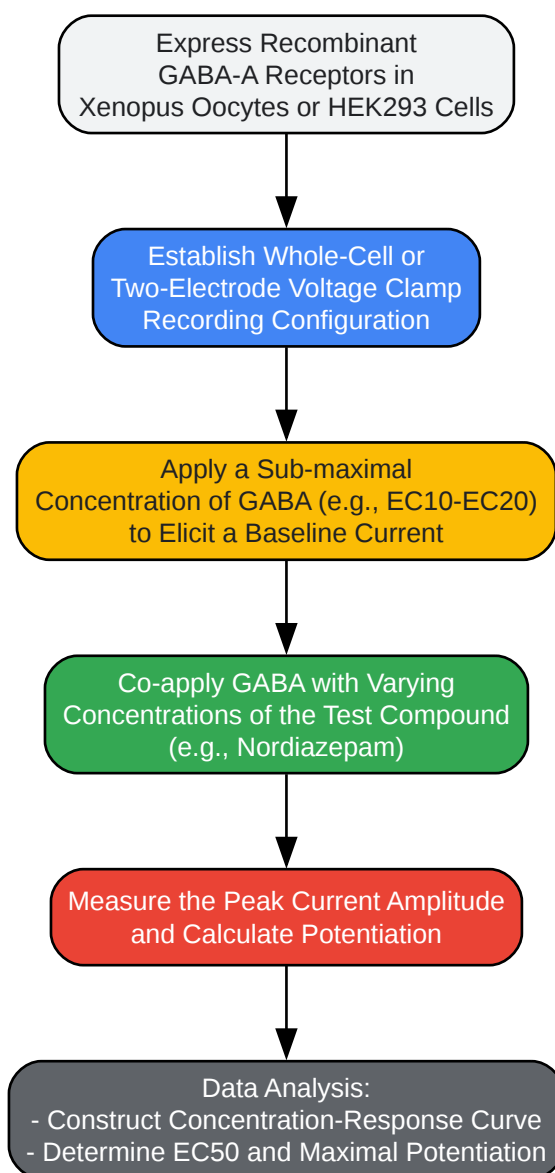 Express Recombinant
GABA-A Receptors in
Xenopus Oocytes or HEK293 Cells
Establish Whole-Cell or
Two-Electrode Voltage Clamp
Recording Configuration
Apply a Sub-maximal
Concentration of GABA (e.g., EC10-EC20)
to Elicit a Baseline Current
Co-apply GABA with Varying
Concentrations of the Test Compound
(e.g., Nordiazepam)
Measure the Peak Current Amplitude
and Calculate Potentiation
Data Analysis:
- Construct Concentration-Response Curve
- Determine EC50 and Maximal Potentiation